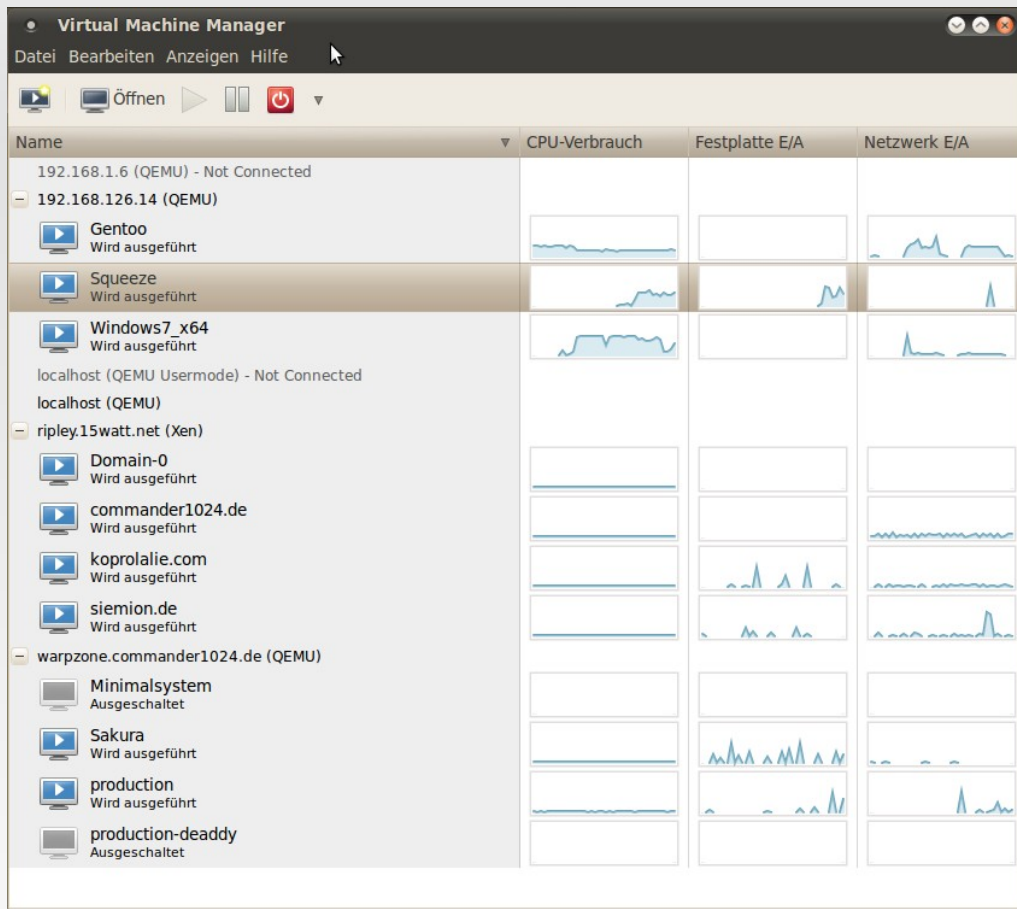 Virtual Machine Manager
Datei Bearbeiten Anzeigen Hilfe
Öffnen
Name CPU-Verbrauch Festplatte E/A Netzwerk E/A
192.168.1.6 (QEMU) - Not Connected
192.168.126.14 (QEMU)
Gentoo
Wird ausgeführt
Squeeze
Wird ausgeführt
Windows7_x64
Wird ausgeführt
localhost (QEMU Usermode) - Not Connected
localhost (QEMU)
ripley.15watt.net (Xen)
Domain-0
Wird ausgeführt
commander1024.de
Wird ausgeführt
koprolalie.com
Wird ausgeführt
siemion.de
Wird ausgeführt
warpzone.commander1024.de (QEMU)
Minimalsystem
Ausgeschaltet
Sakura
Wird ausgeführt
production
Wird ausgeführt
production-deaddy
Ausgeschaltet